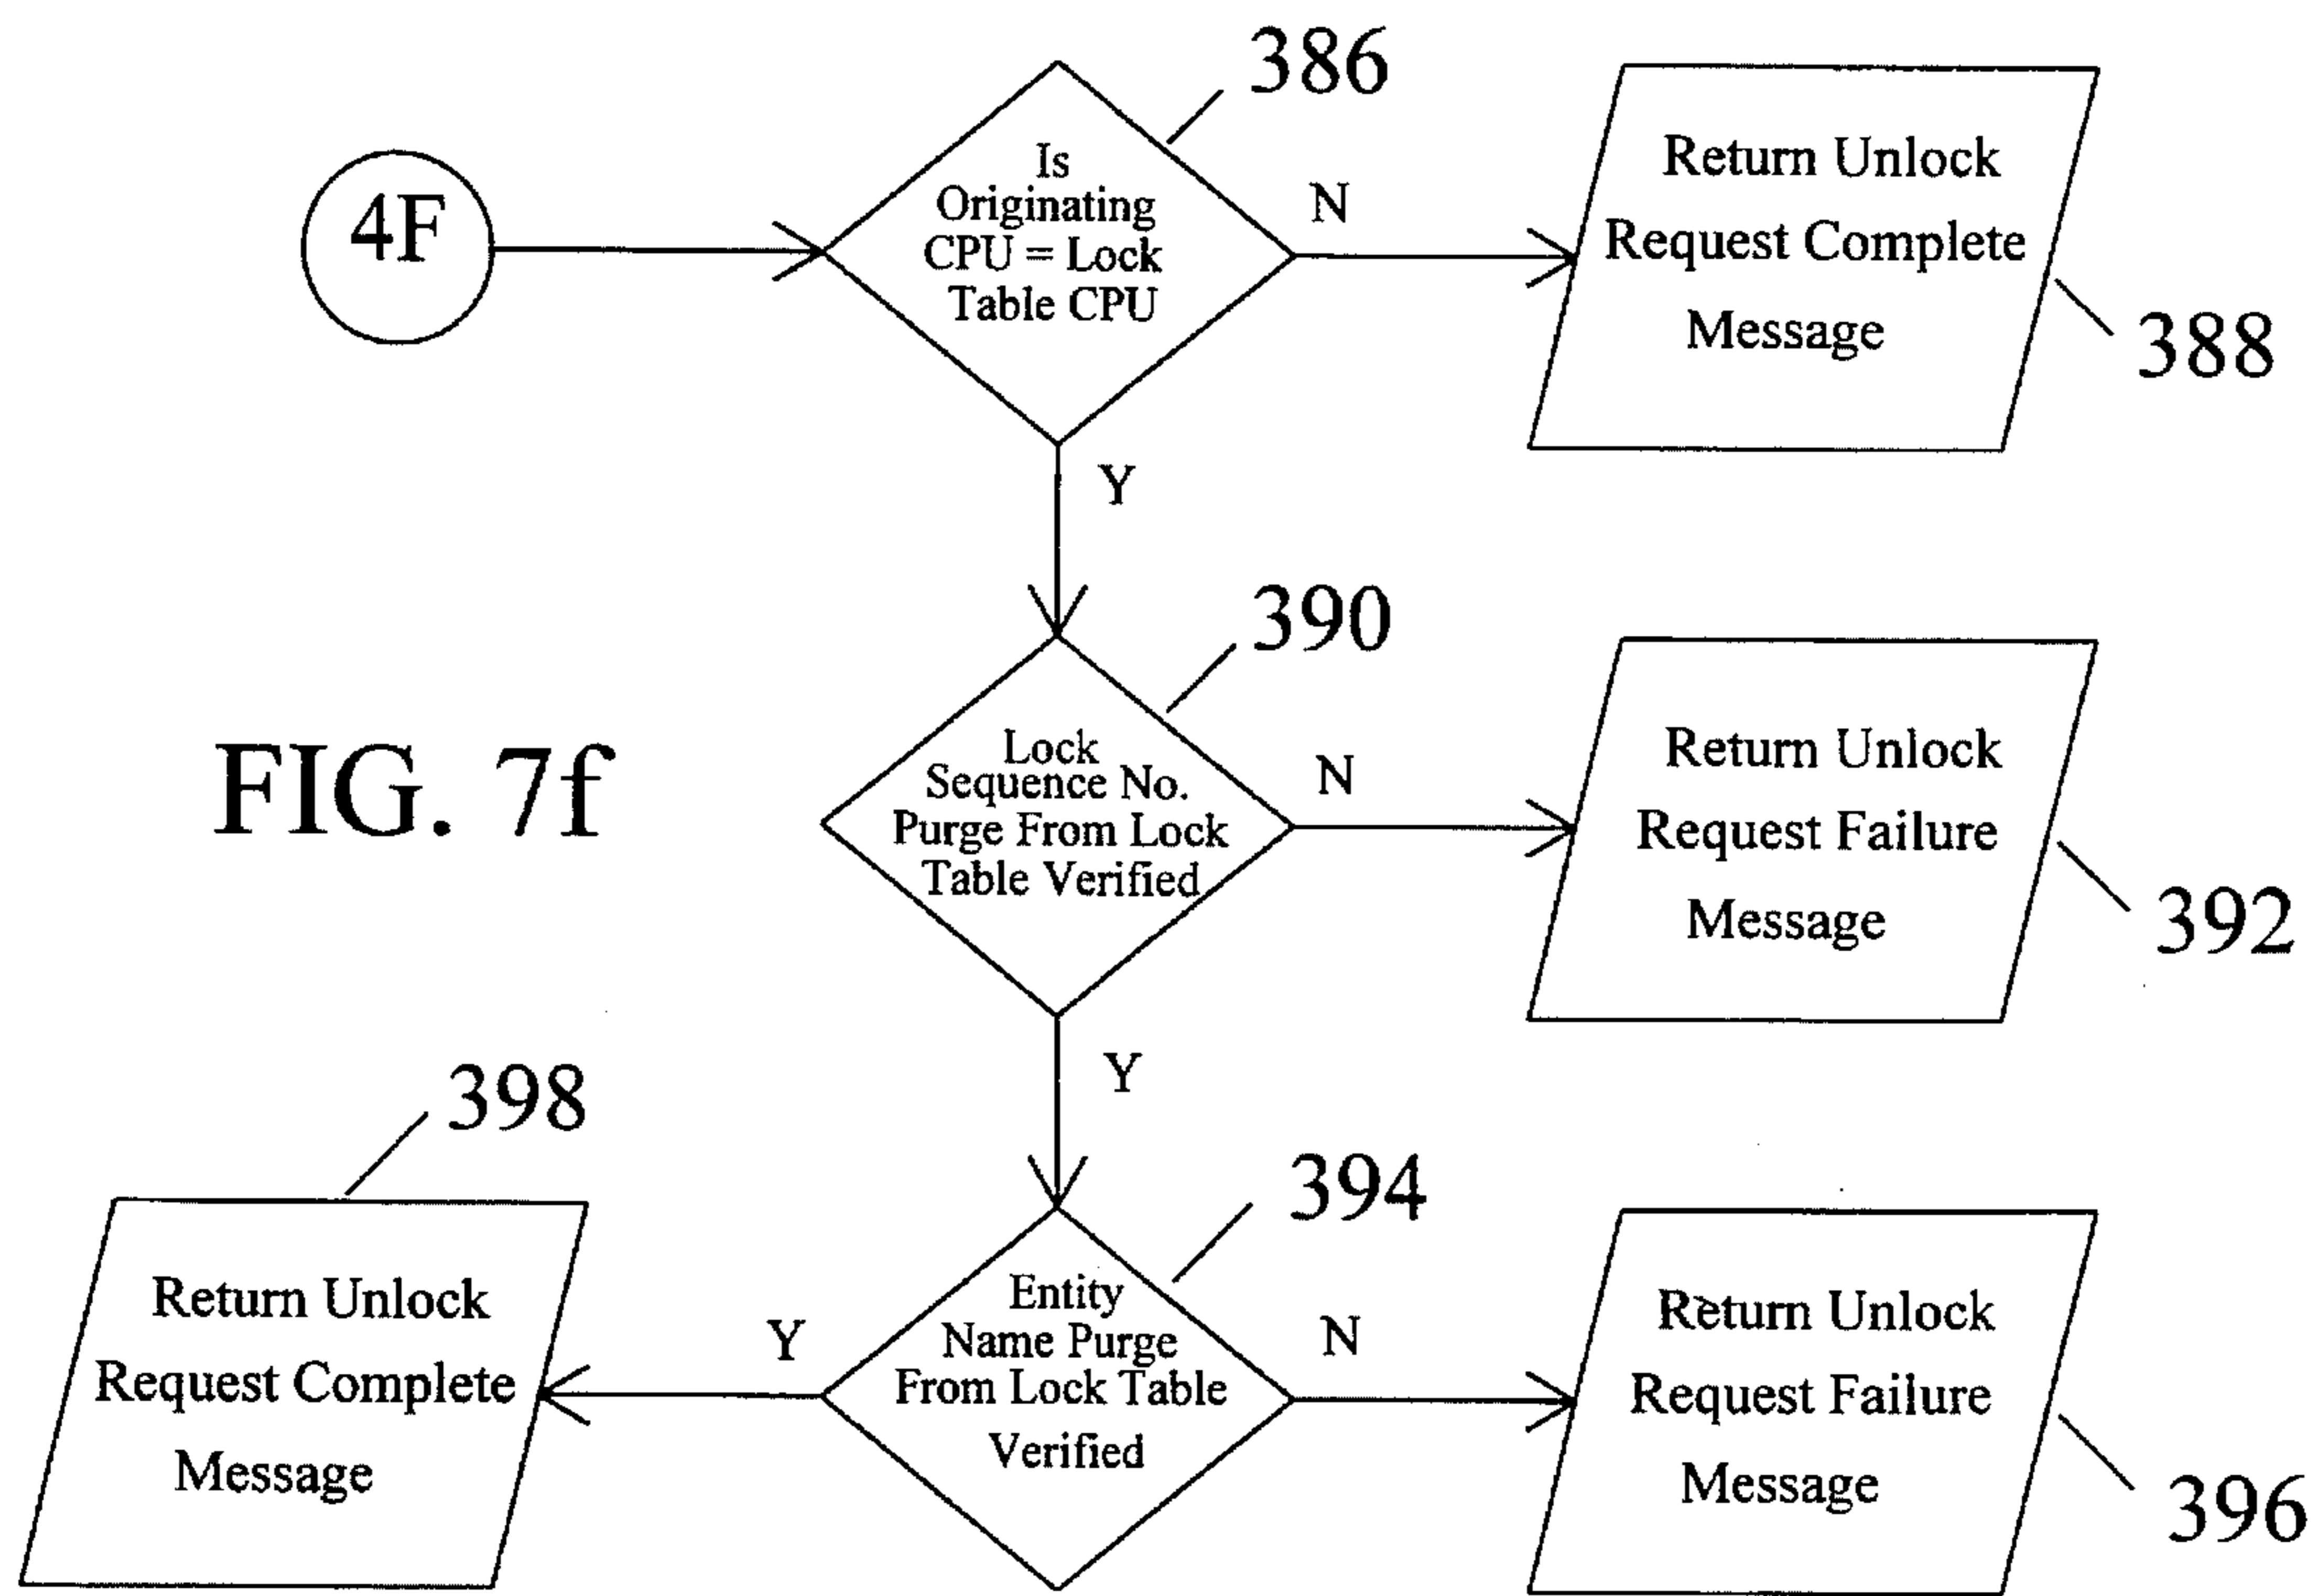 386
4F
Is
Originating
CPU = Lock
Table CPU
N
Return Unlock
Request Complete
Message
388
Y
390
FIG. 7f
Lock
Sequence No.
Purge From Lock
Table Verified
N
Return Unlock
Request Failure
Message
392
Y
398
Return Unlock
Request Complete
Message
Y
394
Entity
Name Purge
From Lock Table
Verified
N
Return Unlock
Request Failure
Message
396